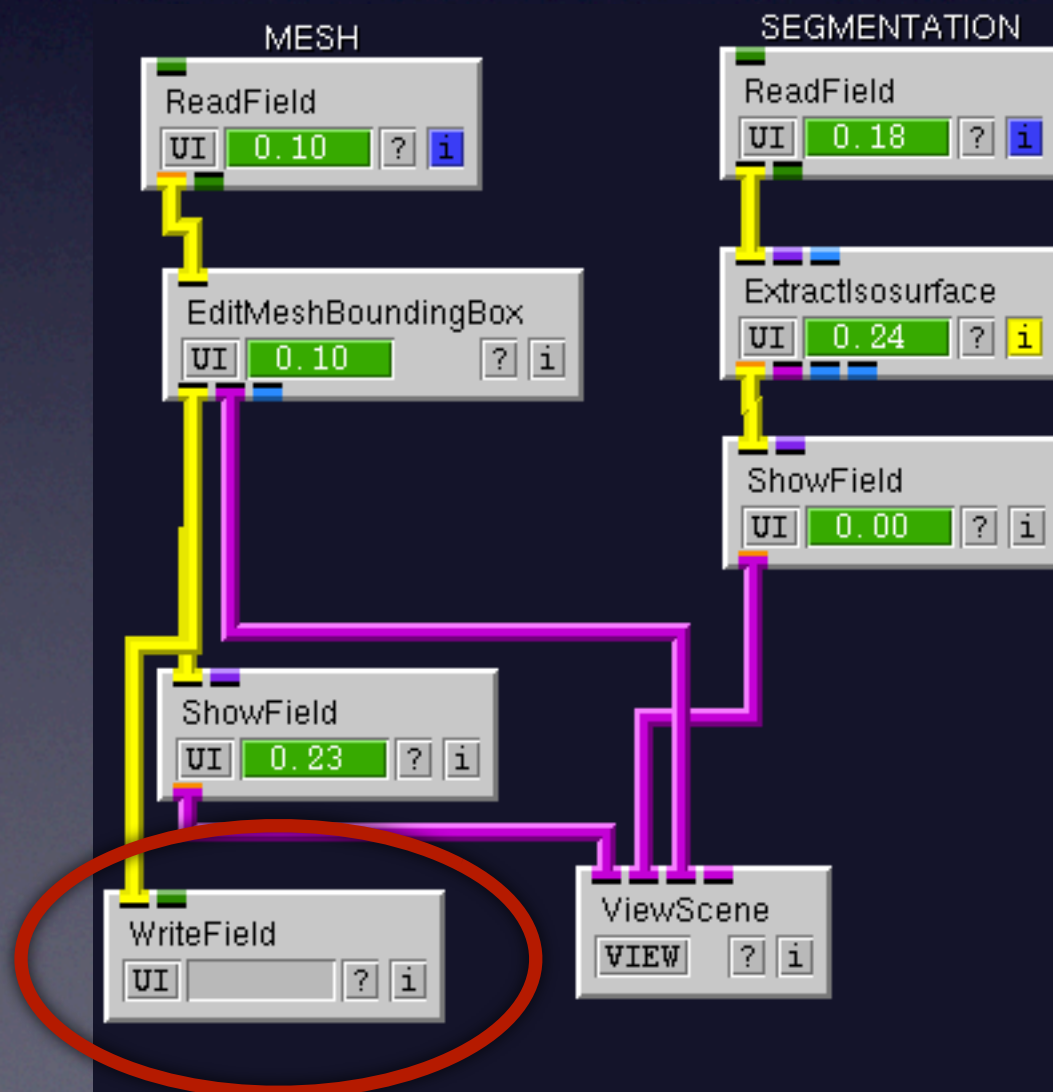 MESH
ReadField
UI 0.10 ? i
EditMeshBoundingBox
UI 0.10 ? i
ShowField
UI 0.23 ? i
WriteField
UI ? i
SEGMENTATION
ReadField
UI 0.18 ? i
ExtractIsosurface
UI 0.24 ? i
ShowField
UI 0.00 ? i
ViewScene
VIEW ? i